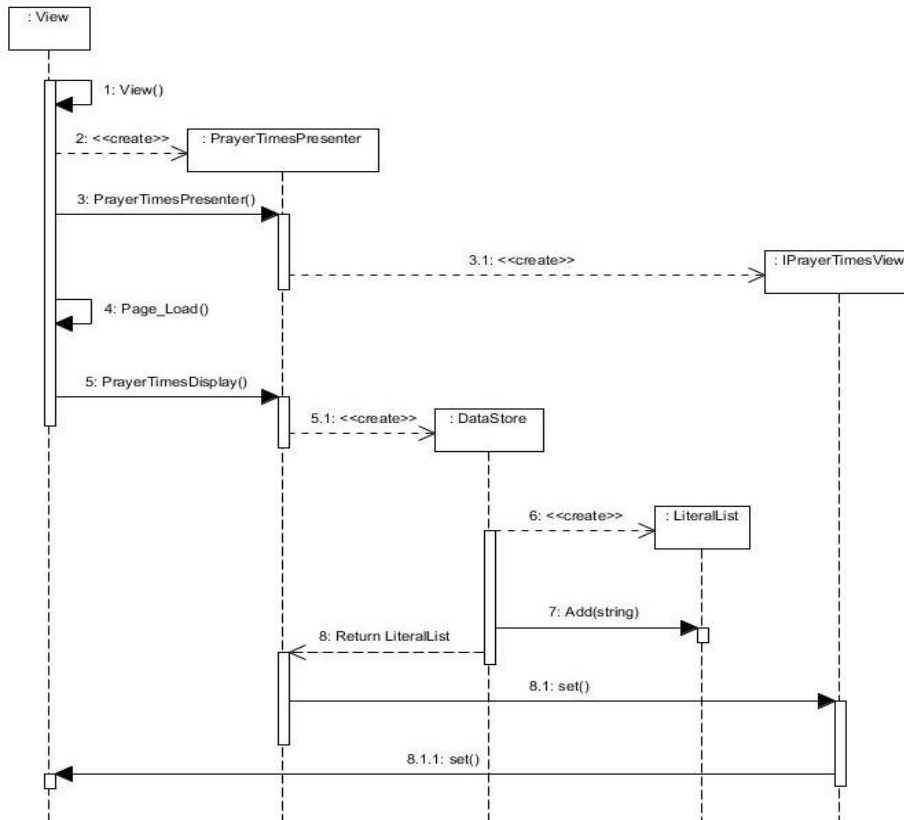 : View
1: View()
2: <<create>>
: PrayerTimesPresenter
3: PrayerTimesPresenter()
3.1: <<create>>
: IPrayerTimesView
4: Page_Load()
5: PrayerTimesDisplay()
5.1: <<create>>
: DataStore
6: <<create>>
: LiteralList
7: Add(string)
8: Return LiteralList
8.1: set()
8.1.1: set()